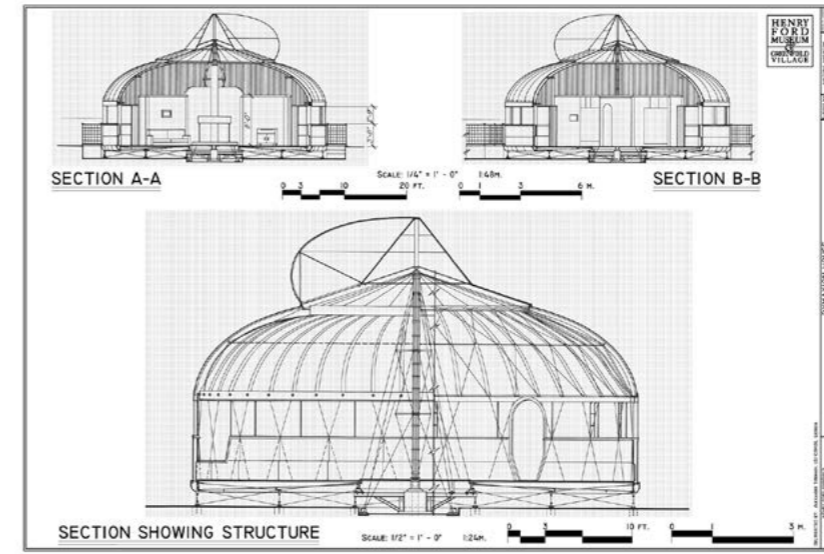 HENRY
FORD
MUSEUM
&
GREENFIELD
VILLAGE
SECTION A-A
SCALE: 1/4" = 1' - 0" 1:48M.
0 3 10 20 FT. 0 1 3 6 M.
SECTION B-B
SECTION SHOWING STRUCTURE
SCALE: 1/2" = 1' - 0" 1:24M.
0 3 10 FT. 0 1 3 M.